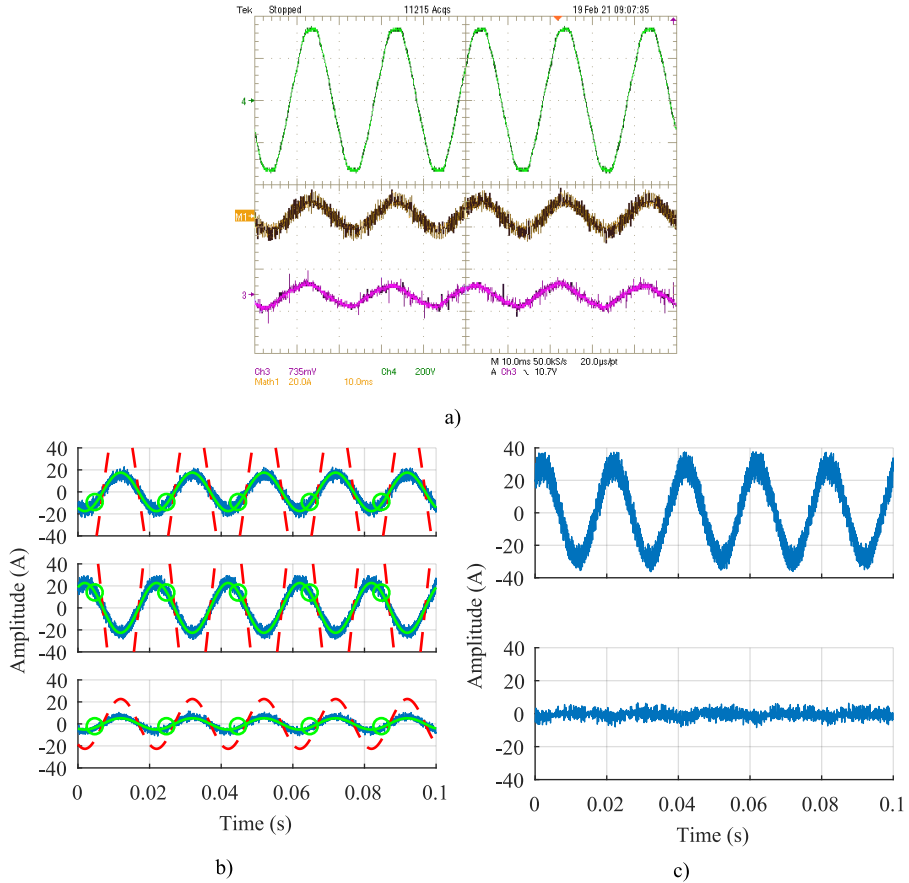 Tek Stopped 11215 Acqs 19 Feb 21 09:07:35
4
M1
3
M 10.0ms 50.0kS/s 20.0µs/pt
Ch3 735mV Ch4 200V A Ch3 10.7V
Math1 20.0A 10.0ms
a)
40
20
0
-20
-40
40
20
0
-20
-40
40
20
0
-20
-40
0 0.02 0.04 0.06 0.08 0.1
Amplitude (A)
Time (s)
b)
40
20
0
-20
-40
40
20
0
-20
-40
0 0.02 0.04 0.06 0.08 0.1
Amplitude (A)
Time (s)
c)